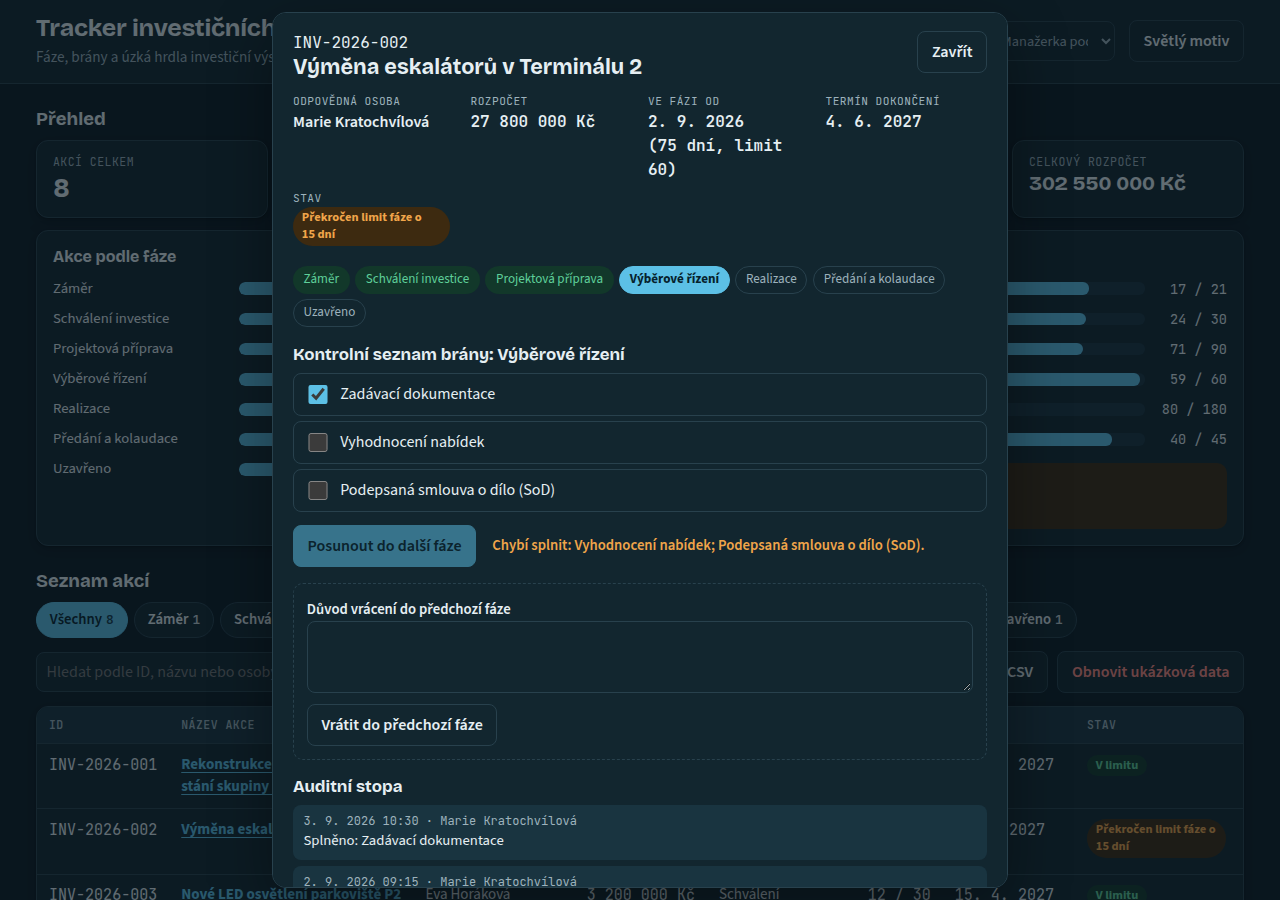 Tracker investičních
Fáze, brány a úzká hrdla investiční
Světlý motiv
INV-2026-002
Výměna eskalátorů v Terminálu 2
Zavřít
ODPOVĚDNÁ OSOBA
Marie Kratochvílová
ROZPOČET
27 800 000 Kč
VE FÁZI OD
2. 9. 2026
(75 dní, limit
60)
TERMÍN DOKONČENÍ
4. 6. 2027
STAV
Překročen limit fáze o
15 dní
Záměr
Schválení investice
Projektová příprava
Výběrové řízení
Realizace
Předání a kolaudace
Uzavřeno
Kontrolní seznam brány: Výběrové řízení
Zadávací dokumentace
Vyhodnocení nabídek
Podepsaná smlouva o dílo (SoD)
Posunout do další fáze
Chybí splnit: Vyhodnocení nabídek; Podepsaná smlouva o dílo (SoD).
Důvod vrácení do předchozí fáze
Vrátit do předchozí fáze
Auditní stopa
3. 9. 2026 10:30 · Marie Kratochvílová
Splněno: Zadávací dokumentace
2. 9. 2026 09:15 · Marie Kratochvílová
Přehled
AKCÍ CELKEM
8
CELKOVÝ ROZPOČET
302 550 000 Kč
Akce podle fáze
Záměr
Schválení investice
Projektová příprava
Výběrové řízení
Realizace
Předání a kolaudace
Uzavřeno
17 / 21
24 / 30
71 / 90
59 / 60
80 / 180
40 / 45
Seznam akcí
Všechny 8
Záměr 1
Schvá
avřeno 1
Hledat podle ID, názvu nebo osoby
CSV
Obnovit ukázková data
ID
NÁZEV AKCE
STAV
INV-2026-001
Rekonstrukce
stání skupiny
2027
V limitu
INV-2026-002
Výměna eskal
2027
Překročen limit fáze o
15 dní
INV-2026-003
Nové LED osvětlení parkoviště P2
Eva Horáková
3 200 000 Kč
Schválení
12 / 30
15. 4. 2027
V limitu